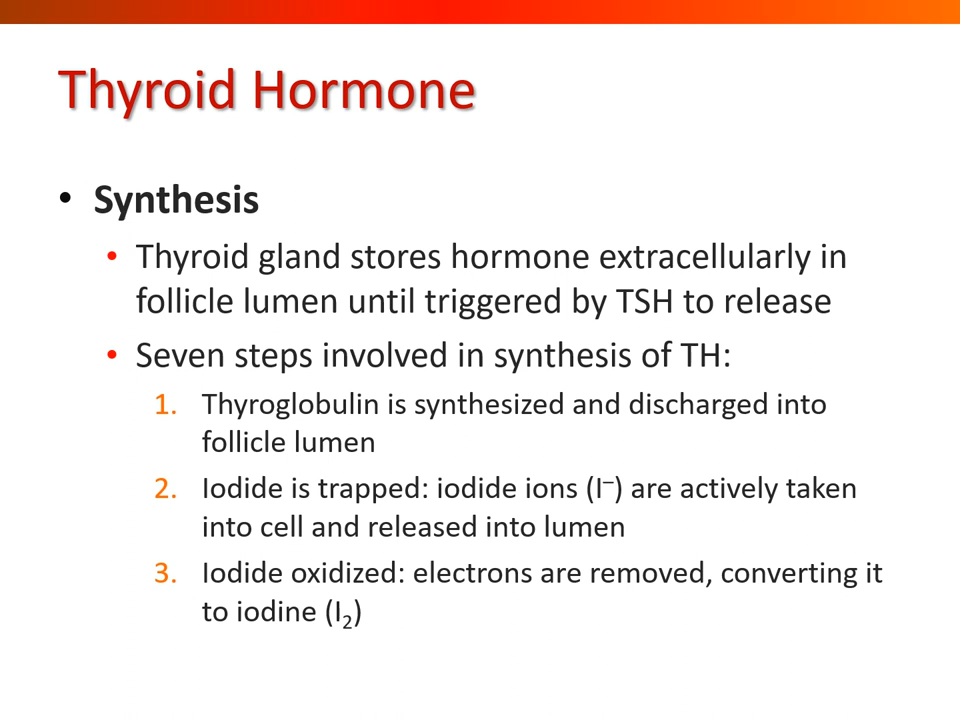 Thyroid Hormone
• Synthesis
• Thyroid gland stores hormone extracellularly in
follicle lumen until triggered by TSH to release
• Seven steps involved in synthesis of TH:
1. Thyroglobulin is synthesized and discharged into
follicle lumen
2. Iodide is trapped: iodide ions (I⁻) are actively taken
into cell and released into lumen
3. Iodide oxidized: electrons are removed, converting it
to iodine (I₂)